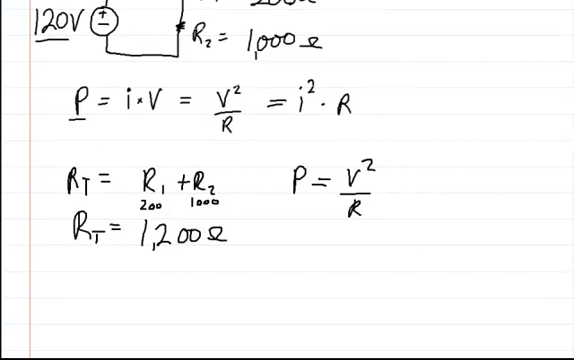 120V
R₂ = 1,000 Ω
P = i · V = V²/R = i² · R
R_T = R₁ + R₂
200 1000
P = V²/R
R_T = 1,200 Ω